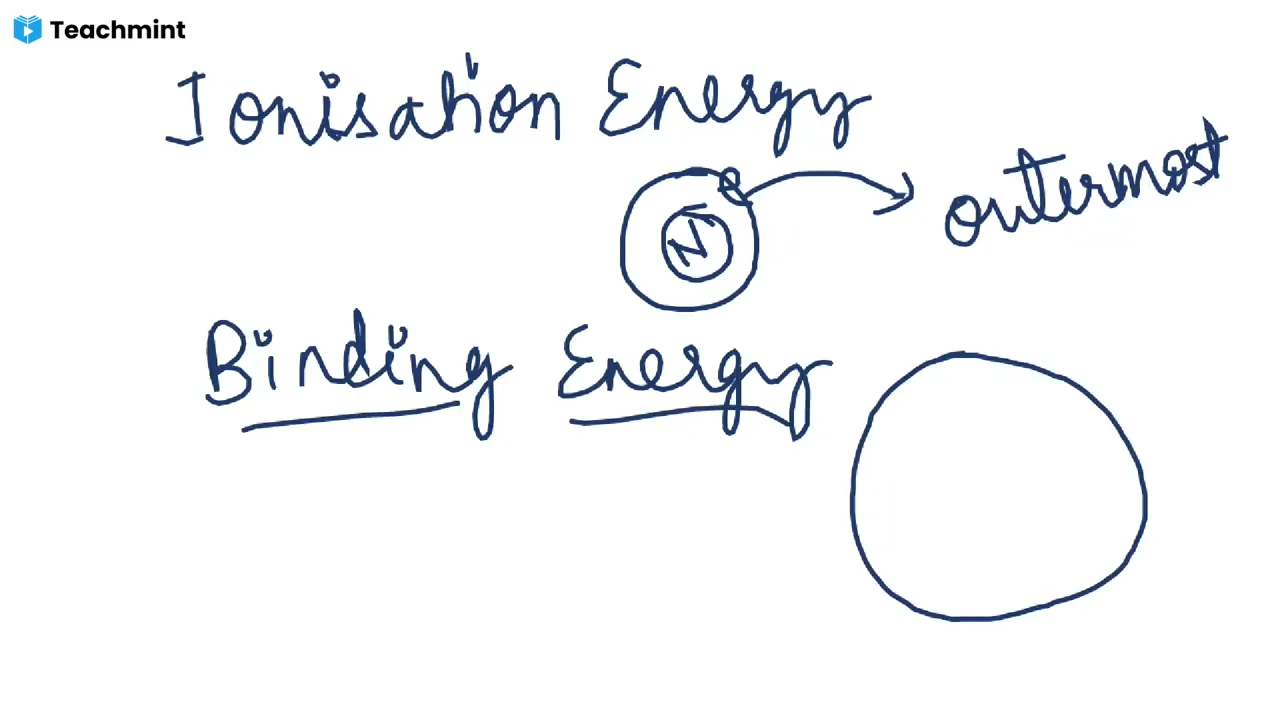 Teachmint
Ionisation Energy
outermost
N
Binding Energy